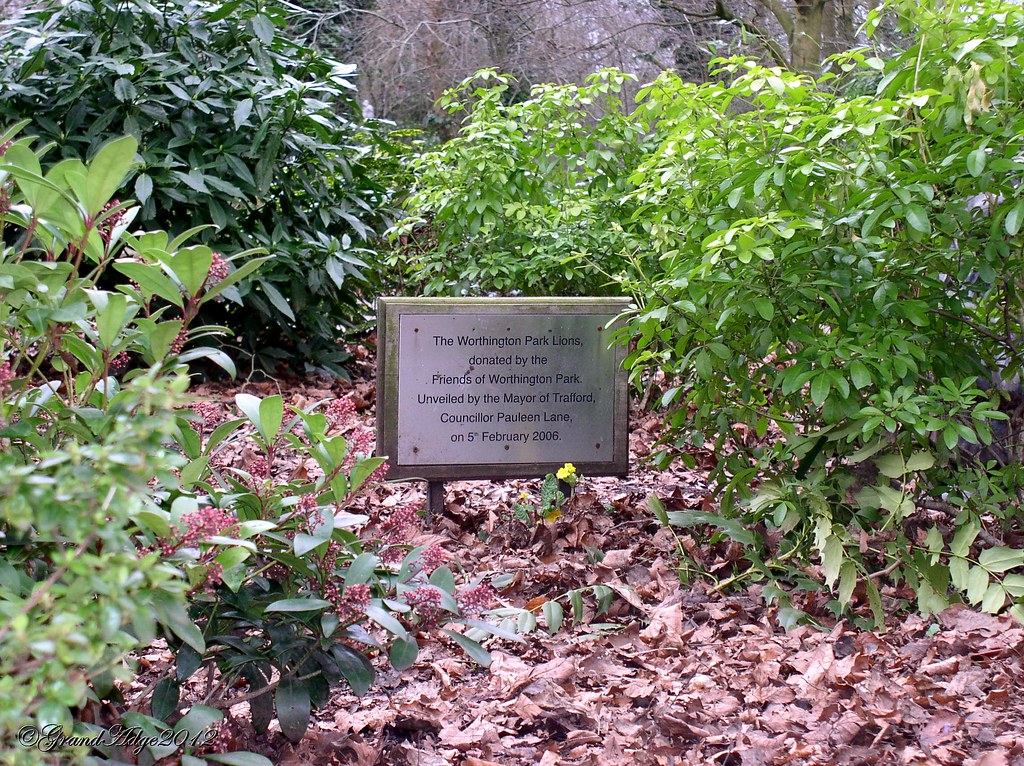 The Worthington Park Lions,
donated by the
Friends of Worthington Park.
Unveiled by the Mayor of Trafford,
Councillor Pauleen Lane,
on 5th February 2006.
©GrandAdge2012